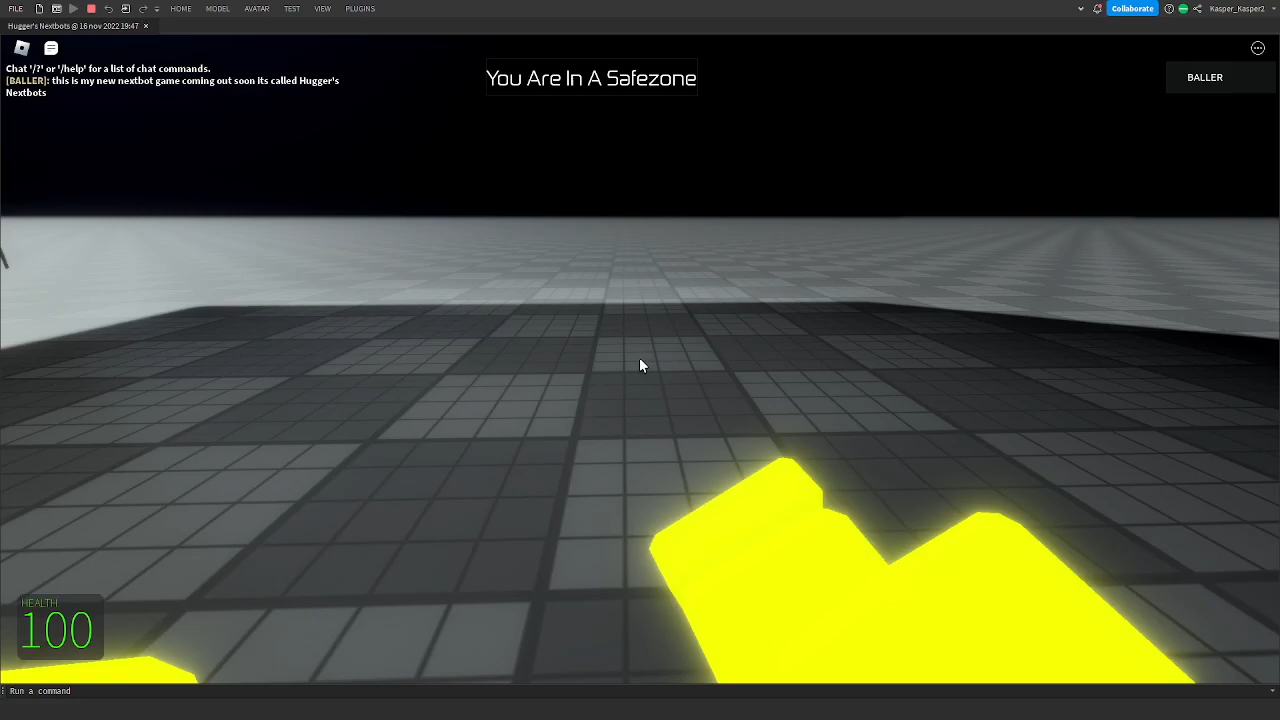 FILE HOME MODEL AVATAR TEST VIEW PLUGINS Collaborate Kasper_Kasper2
Hugger's Nextbots @ 16 nov 2022 19:47 ×
Chat '/?' or '/help' for a list of chat commands.
[BALLER]: this is my new nextbot game coming out soon its called Hugger's
Nextbots
You Are In A Safezone
BALLER
HEALTH
100
Run a command